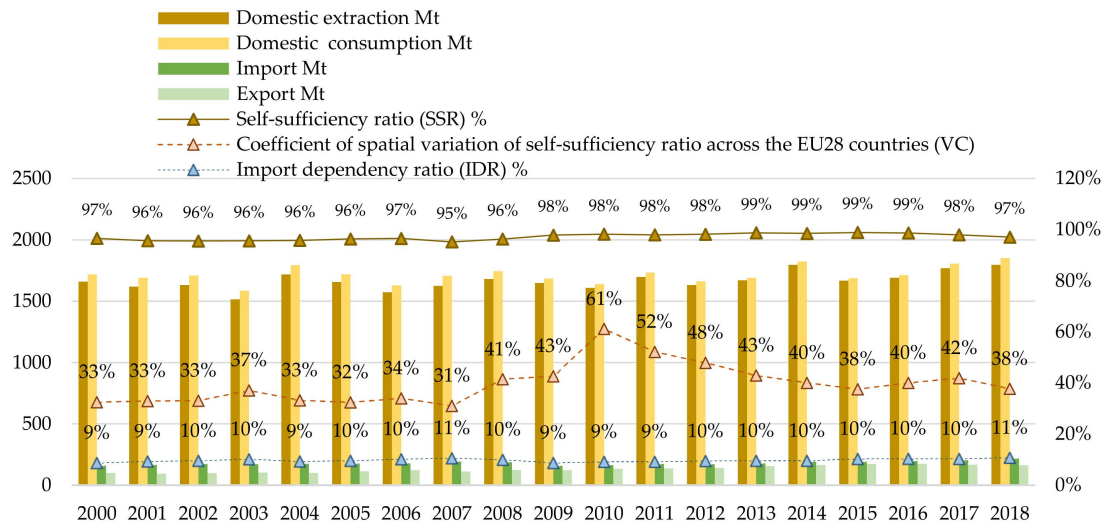 Domestic extraction Mt
Domestic consumption Mt
Import Mt
Export Mt
Self-sufficiency ratio (SSR) %
Coefficient of spatial variation of self-sufficiency ratio across the EU28 countries (VC)
Import dependency ratio (IDR) %
2500 120%
97% 96% 96% 96% 96% 96% 97% 95% 96% 98% 98% 98% 98% 99% 99% 99% 99% 98% 97%
2000 100%
80%
1500
61%
52%
48%
60%
1000
33% 33% 33% 37% 33% 32% 34% 31% 41% 43% 43% 40% 38% 40% 42% 38%
40%
500
9% 9% 10% 10% 9% 10% 10% 11% 10% 9% 9% 9% 10% 10% 10% 10% 10% 10% 11%
20%
0 0%
2000 2001 2002 2003 2004 2005 2006 2007 2008 2009 2010 2011 2012 2013 2014 2015 2016 2017 2018